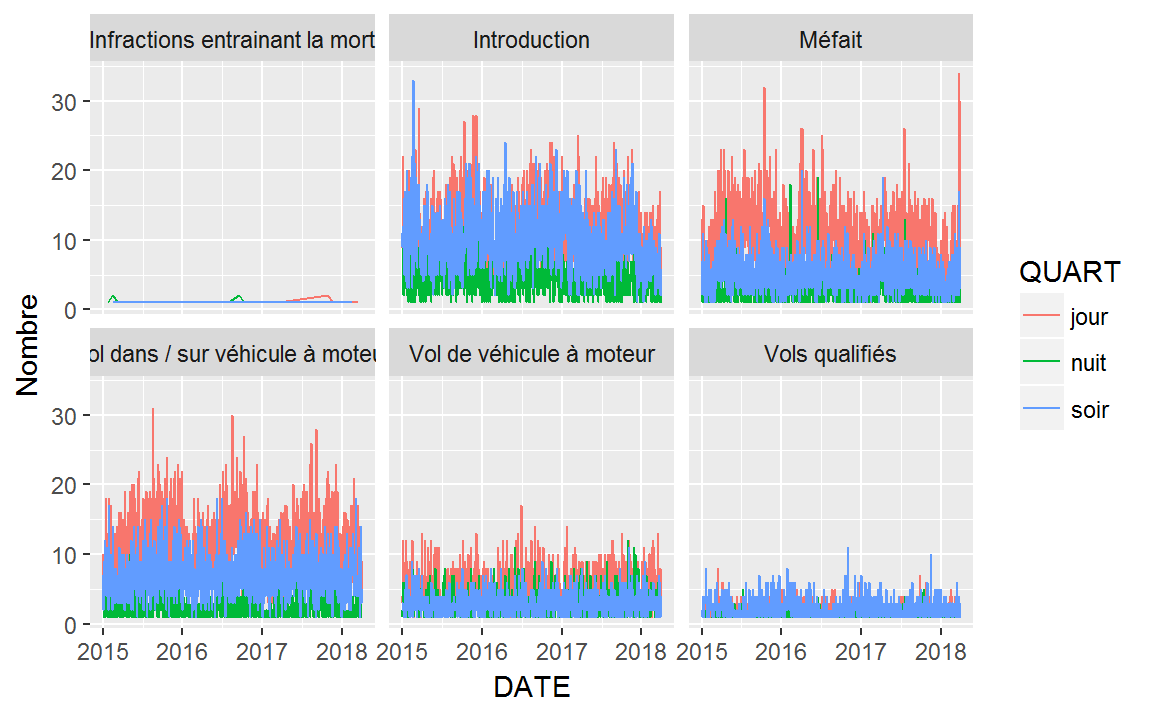 Infractions entrainant la mort
Introduction
Méfait
30
20
10
0
Nombre
ol dans / sur véhicule à moteu
Vol de véhicule à moteur
Vols qualifiés
30
20
10
0
2015 2016 2017 2018
2015 2016 2017 2018
2015 2016 2017 2018
DATE
QUART
jour
nuit
soir